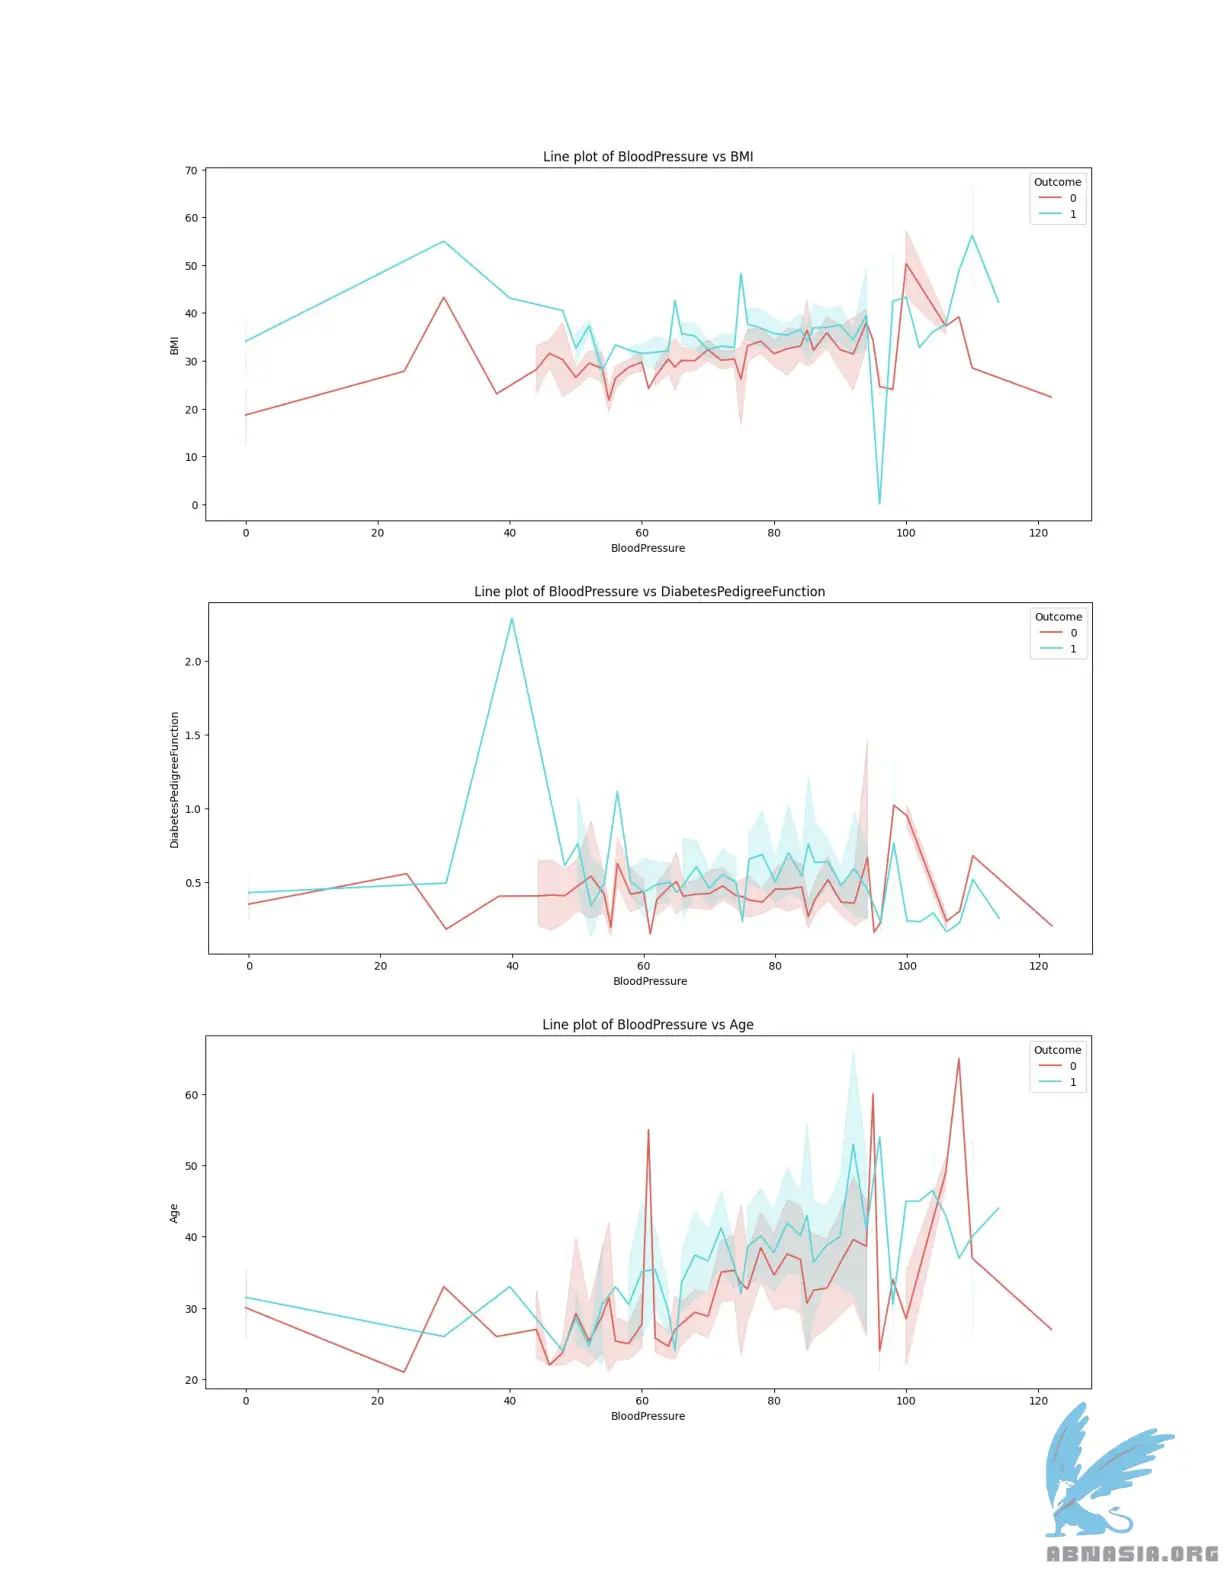 Line plot of BloodPressure vs BMI
70
60
50
40
30
20
10
0
BMI
Outcome
0
1
0 20 40 60 80 100 120
BloodPressure
Line plot of BloodPressure vs DiabetesPedigreeFunction
2.0
1.5
1.0
0.5
DiabetesPedigreeFunction
Outcome
0
1
0 20 40 60 80 100 120
BloodPressure
Line plot of BloodPressure vs Age
60
50
40
30
20
Age
Outcome
0
1
0 20 40 60 80 100 120
BloodPressure
ABNASIA.ORG